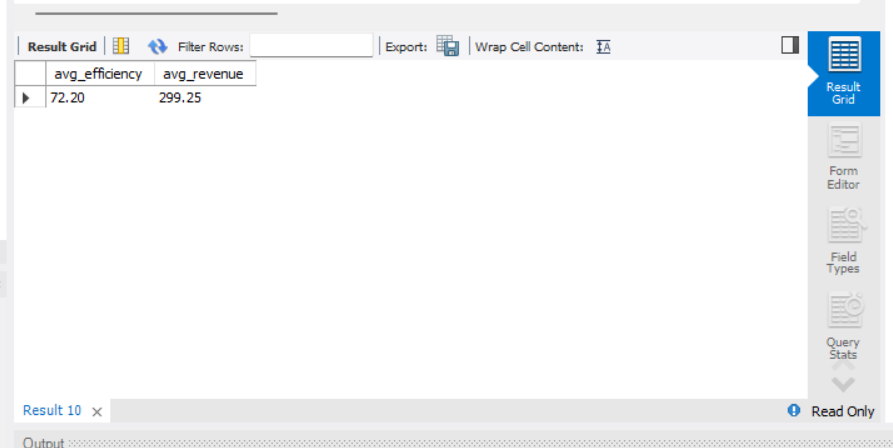 Result Grid Filter Rows: Export: Wrap Cell Content: IA
avg_efficiency avg_revenue
72.20 299.25
Result
Grid
Form
Editor
Field
Types
Query
Stats
Result 10 ×
Read Only
Output